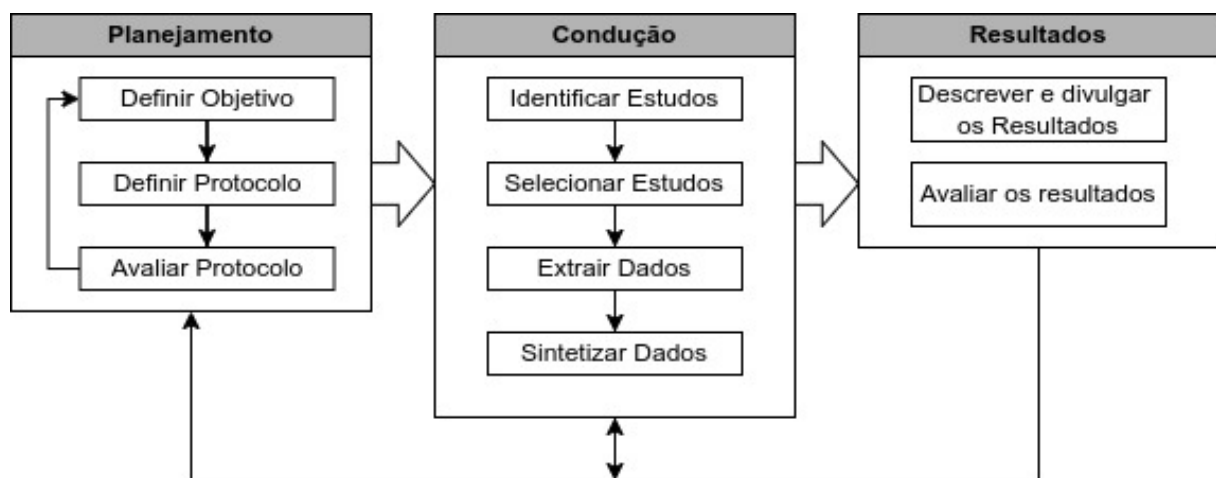 Planejamento
Definir Objetivo
Definir Protocolo
Avaliar Protocolo
Condução
Identificar Estudos
Selecionar Estudos
Extrair Dados
Sintetizar Dados
Resultados
Descrever e divulgar
os Resultados
Avaliar os resultados